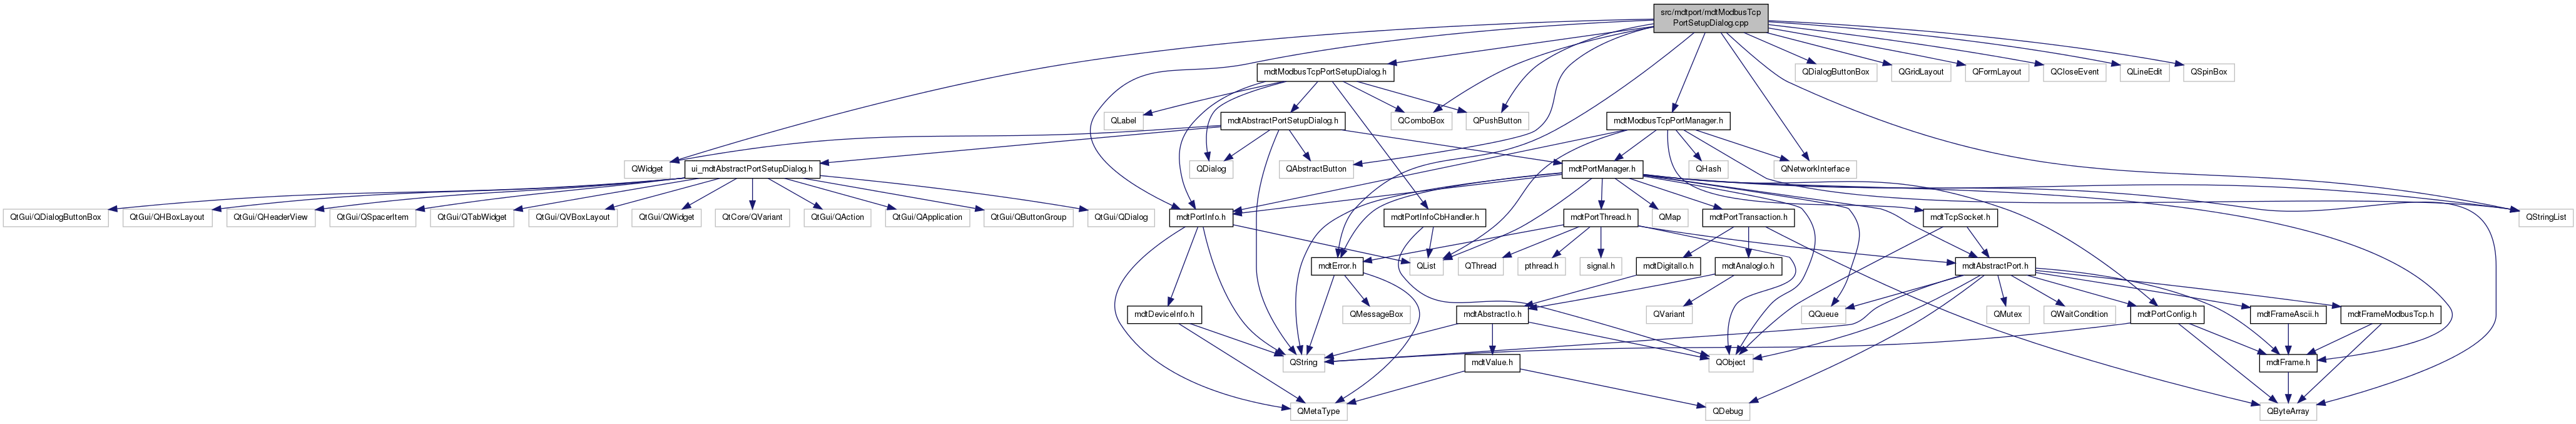 src/mdtport/mdtModbusTcp
PortSetupDialog.cpp
mdtModbusTcpPortSetupDialog.h
QDialogButtonBox
QGridLayout
QFormLayout
QCloseEvent
QLineEdit
QSpinBox
QLabel
mdtAbstractPortSetupDialog.h
QComboBox
QPushButton
mdtModbusTcpPortManager.h
QWidget
ui_mdtAbstractPortSetupDialog.h
QDialog
QAbstractButton
mdtPortManager.h
QHash
QNetworkInterface
QtGui/QDialogButtonBox
QtGui/QHBoxLayout
QtGui/QHeaderView
QtGui/QSpacerItem
QtGui/QTabWidget
QtGui/QVBoxLayout
QtGui/QWidget
QtCore/QVariant
QtGui/QAction
QtGui/QApplication
QtGui/QButtonGroup
QtGui/QDialog
mdtPortInfo.h
mdtPortInfoCbHandler.h
mdtPortThread.h
QMap
mdtPortTransaction.h
mdtTcpSocket.h
QStringList
mdtError.h
QList
QThread
pthread.h
signal.h
mdtDigitalIo.h
mdtAnalogIo.h
mdtAbstractPort.h
mdtDeviceInfo.h
QMessageBox
mdtAbstractIo.h
QVariant
QQueue
QMutex
QWaitCondition
mdtPortConfig.h
mdtFrameAscii.h
mdtFrameModbusTcp.h
QString
mdtValue.h
QObject
mdtFrame.h
QMetaType
QDebug
QByteArray